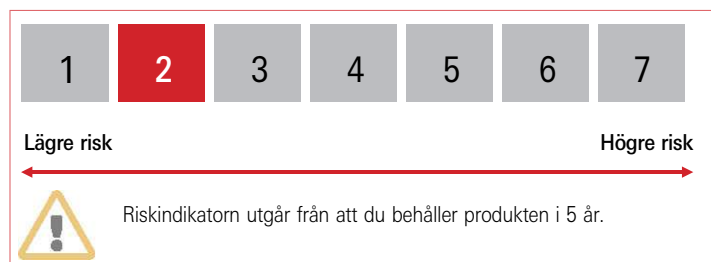 1 2 3 4 5 6 7
Lägre risk Högre risk
Riskindikatorn utgår från att du behåller produkten i 5 år.